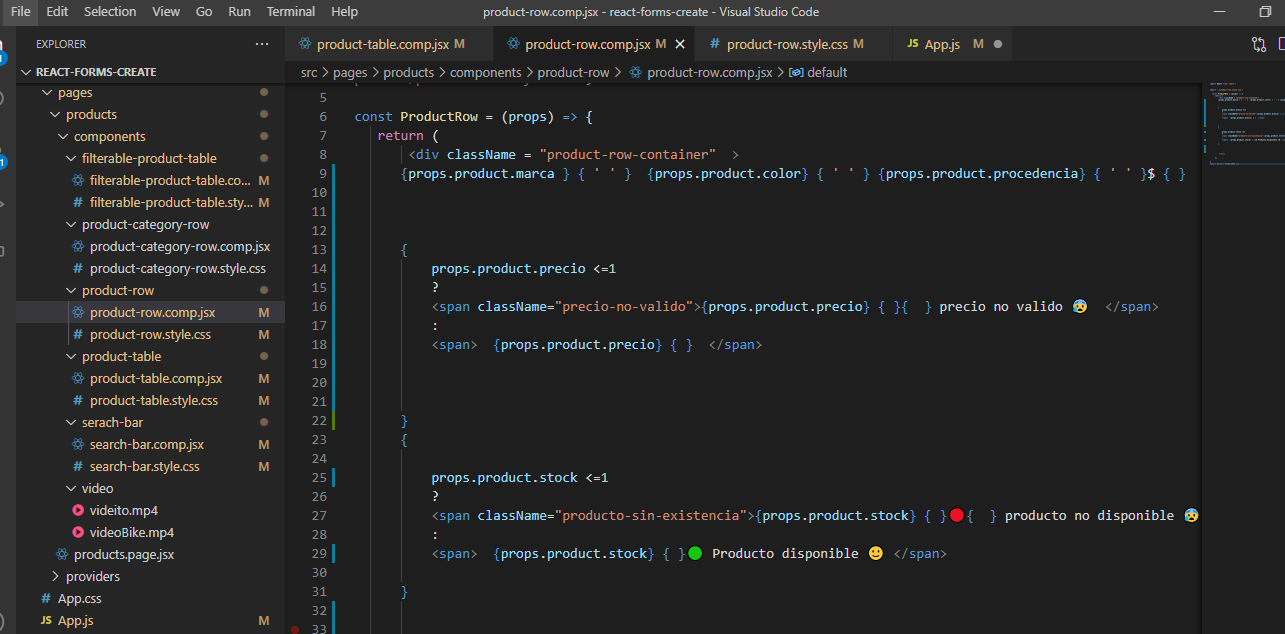 File Edit Selection View Go Run Terminal Help product-row.comp.jsx - react-forms-create - Visual Studio Code
EXPLORER ···
product-table.comp.jsx M product-row.comp.jsx M × # product-row.style.css M JS App.js M ●
REACT-FORMS-CREATE
src > pages > products > components > product-row > product-row.comp.jsx > default
pages
products
components
filterable-product-table
filterable-product-table.co... M
# filterable-product-table.sty... M
product-category-row
product-category-row.comp.jsx
# product-category-row.style.css
product-row
product-row.comp.jsx M
# product-row.style.css M
product-table
product-table.comp.jsx M
# product-table.style.css M
serach-bar
search-bar.comp.jsx M
# search-bar.style.css M
video
videito.mp4
videoBike.mp4
products.page.jsx
providers
# App.css
JS App.js M
5
6 const ProductRow = (props) => {
7 return (
8 <div className = "product-row-container" >
9 {props.product.marca } { ' ' } {props.product.color} { ' ' } {props.product.procedencia} { ' ' }$ { }
10
11
12
13 {
14 props.product.precio <=1
15 ?
16 <span className="precio-no-valido">{props.product.precio} { }{ } precio no valido 😰 </span>
17 :
18 <span> {props.product.precio} { } </span>
19
20
21
22 }
23 {
24
25 props.product.stock <=1
26 ?
27 <span className="producto-sin-existencia">{props.product.stock} { }🔴{ } producto no disponible 😰
28 :
29 <span> {props.product.stock} { }🟢 Producto disponible 🙂 </span>
30
31 }
32
33